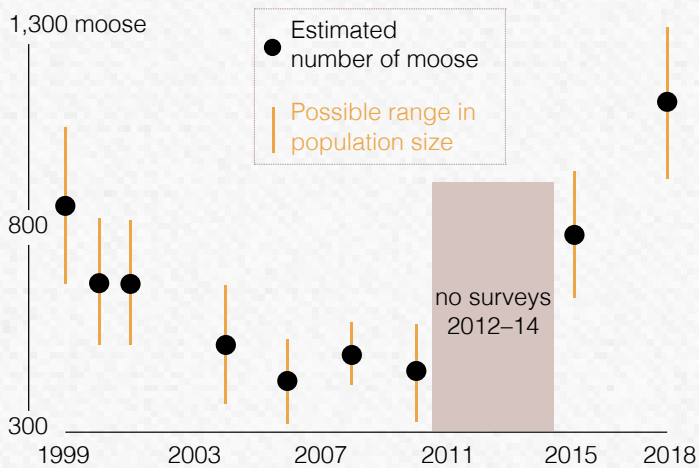 1,300 moose
Estimated
number of moose
Possible range in
population size
800
no surveys
2012–14
300
1999 2003 2007 2011 2015 2018